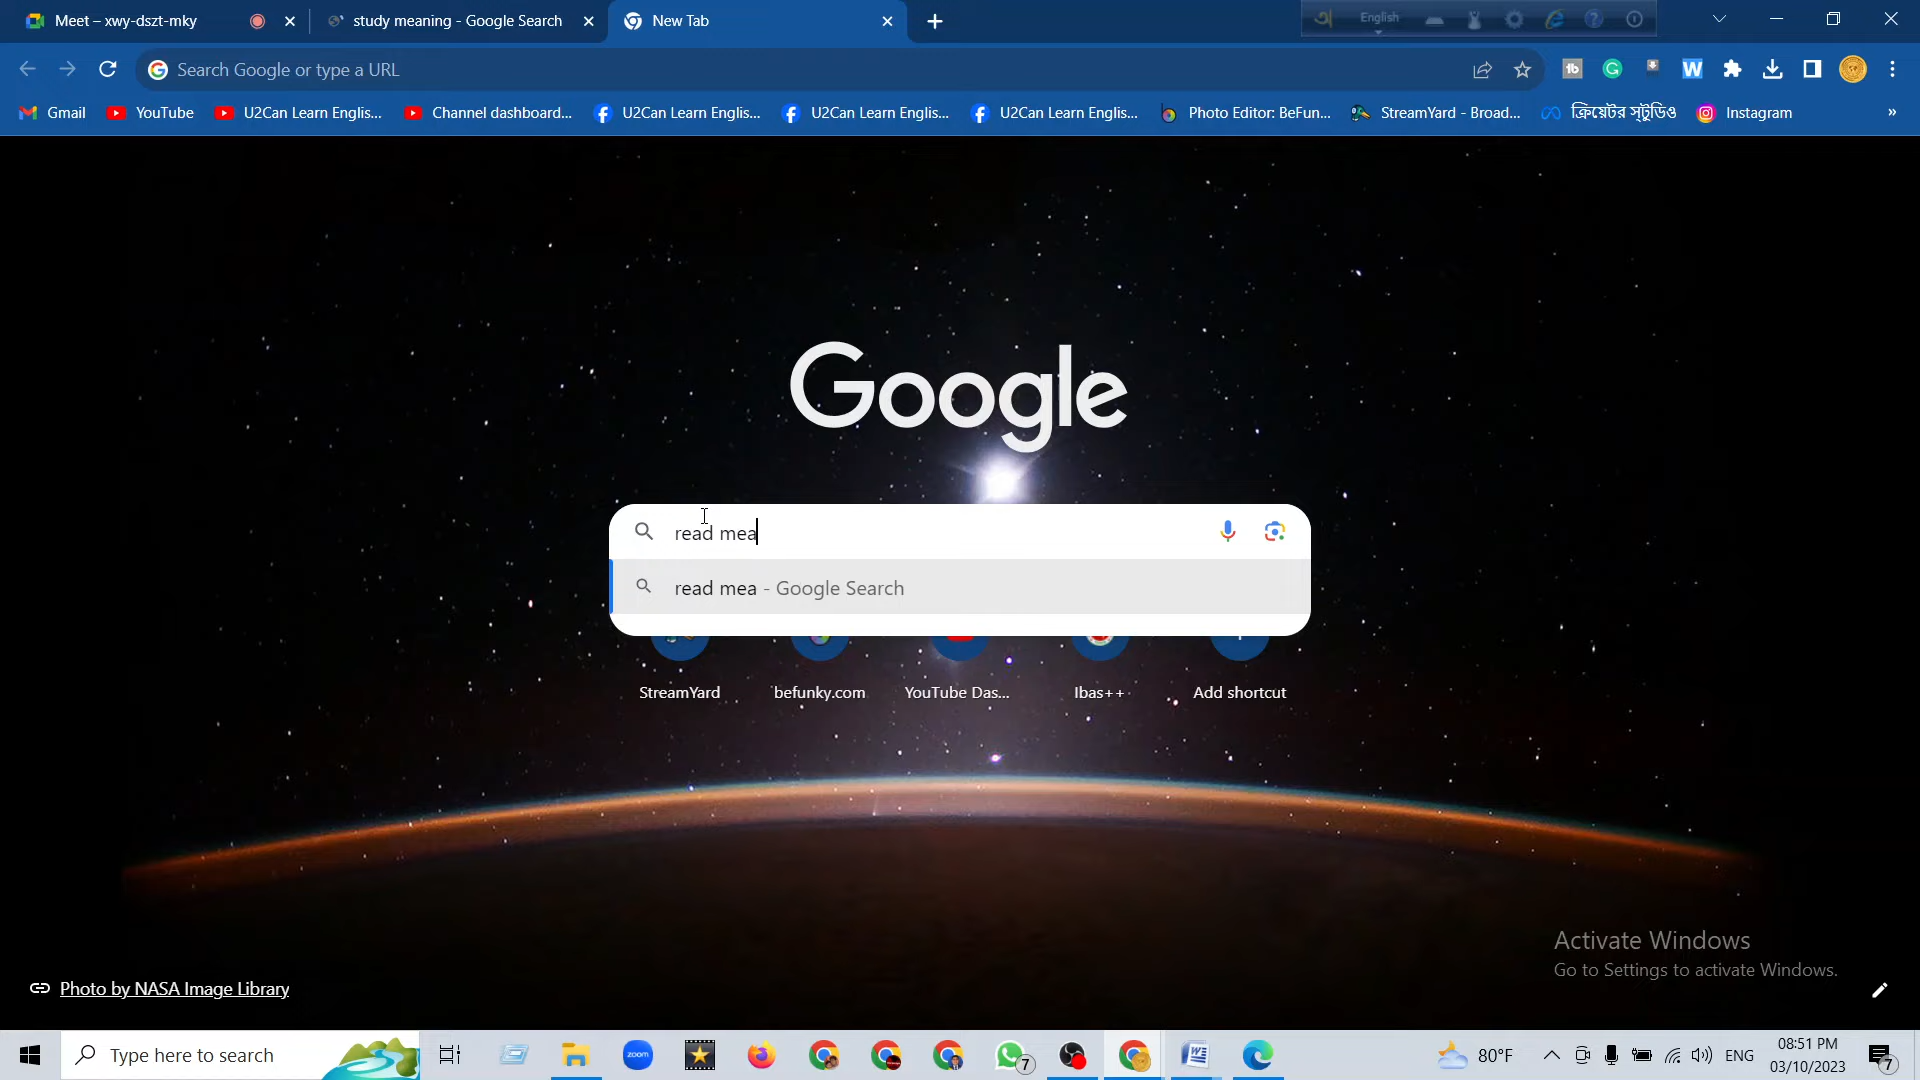 Meet – xwy-dszt-mky
study meaning - Google Search
New Tab
English
Search Google or type a URL
Gmail
YouTube
U2Can Learn Englis...
Channel dashboard...
U2Can Learn Englis...
U2Can Learn Englis...
U2Can Learn Englis...
Photo Editor: BeFun...
StreamYard - Broad...
ক্রিয়েটর স্টুডিও
Instagram
»
Google
read mea
read mea - Google Search
StreamYard
befunky.com
YouTube Das...
Ibas++
Add shortcut
Activate Windows
Go to Settings to activate Windows.
Photo by NASA Image Library
Type here to search
zoom
7
80°F
ENG
08:51 PM
03/10/2023
7